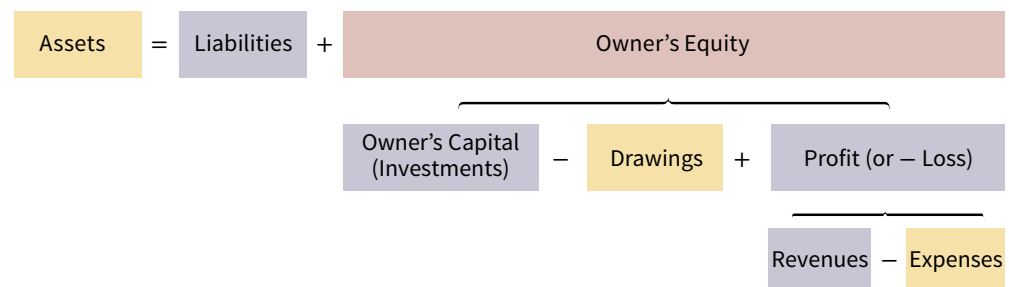 Assets = Liabilities + Owner’s Equity
Owner’s Capital
(Investments) – Drawings + Profit (or – Loss)
Revenues – Expenses